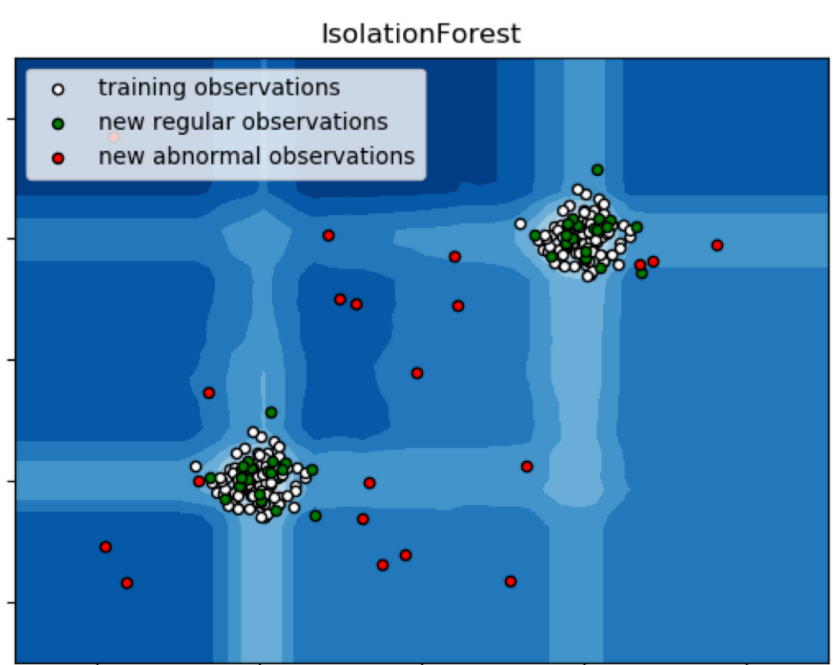 IsolationForest
training observations
new regular observations
new abnormal observations